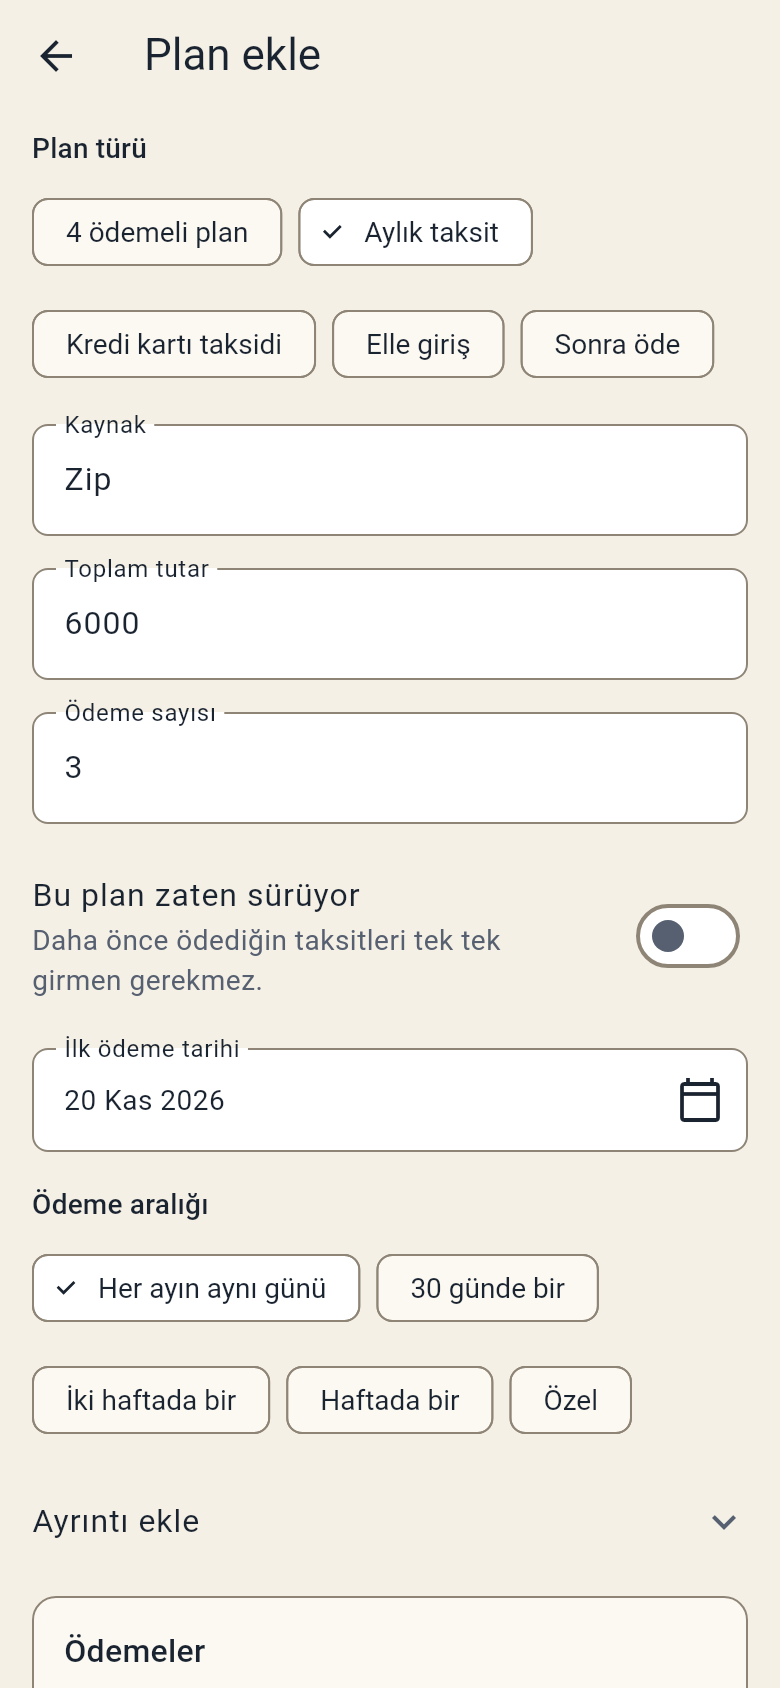 Plan ekle
Plan türü
4 ödemeli plan
Aylık taksit
Kredi kartı taksidi
Elle giriş
Sonra öde
Kaynak
Zip
Toplam tutar
6000
Ödeme sayısı
3
Bu plan zaten sürüyor
Daha önce ödediğin taksitleri tek tek
girmen gerekmez.
İlk ödeme tarihi
20 Kas 2026
Ödeme aralığı
Her ayın aynı günü
30 günde bir
İki haftada bir
Haftada bir
Özel
Ayrıntı ekle
Ödemeler